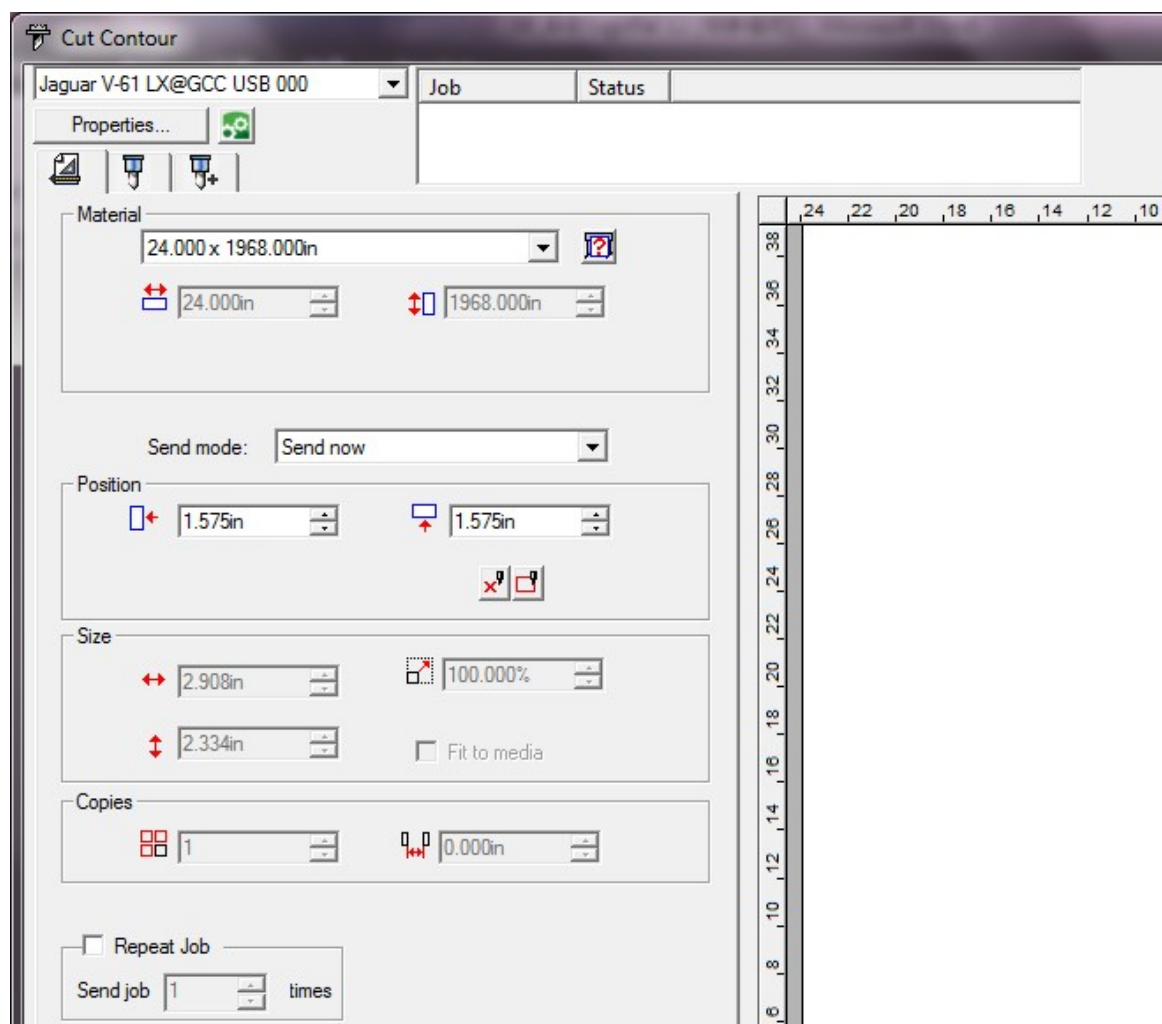 Cut Contour
Jaguar V-61 LX@GCC USB 000
Job Status
Properties...
Material
24.000 x 1968.000in
24.000in 1968.000in
Send mode: Send now
Position
1.575in 1.575in
Size
2.908in 100.000%
2.334in Fit to media
Copies
1 0.000in
Repeat Job
Send job 1 times
24 22 20 18 16 14 12 10
38
36
34
32
30
28
26
24
22
20
18
16
14
12
10
8
6